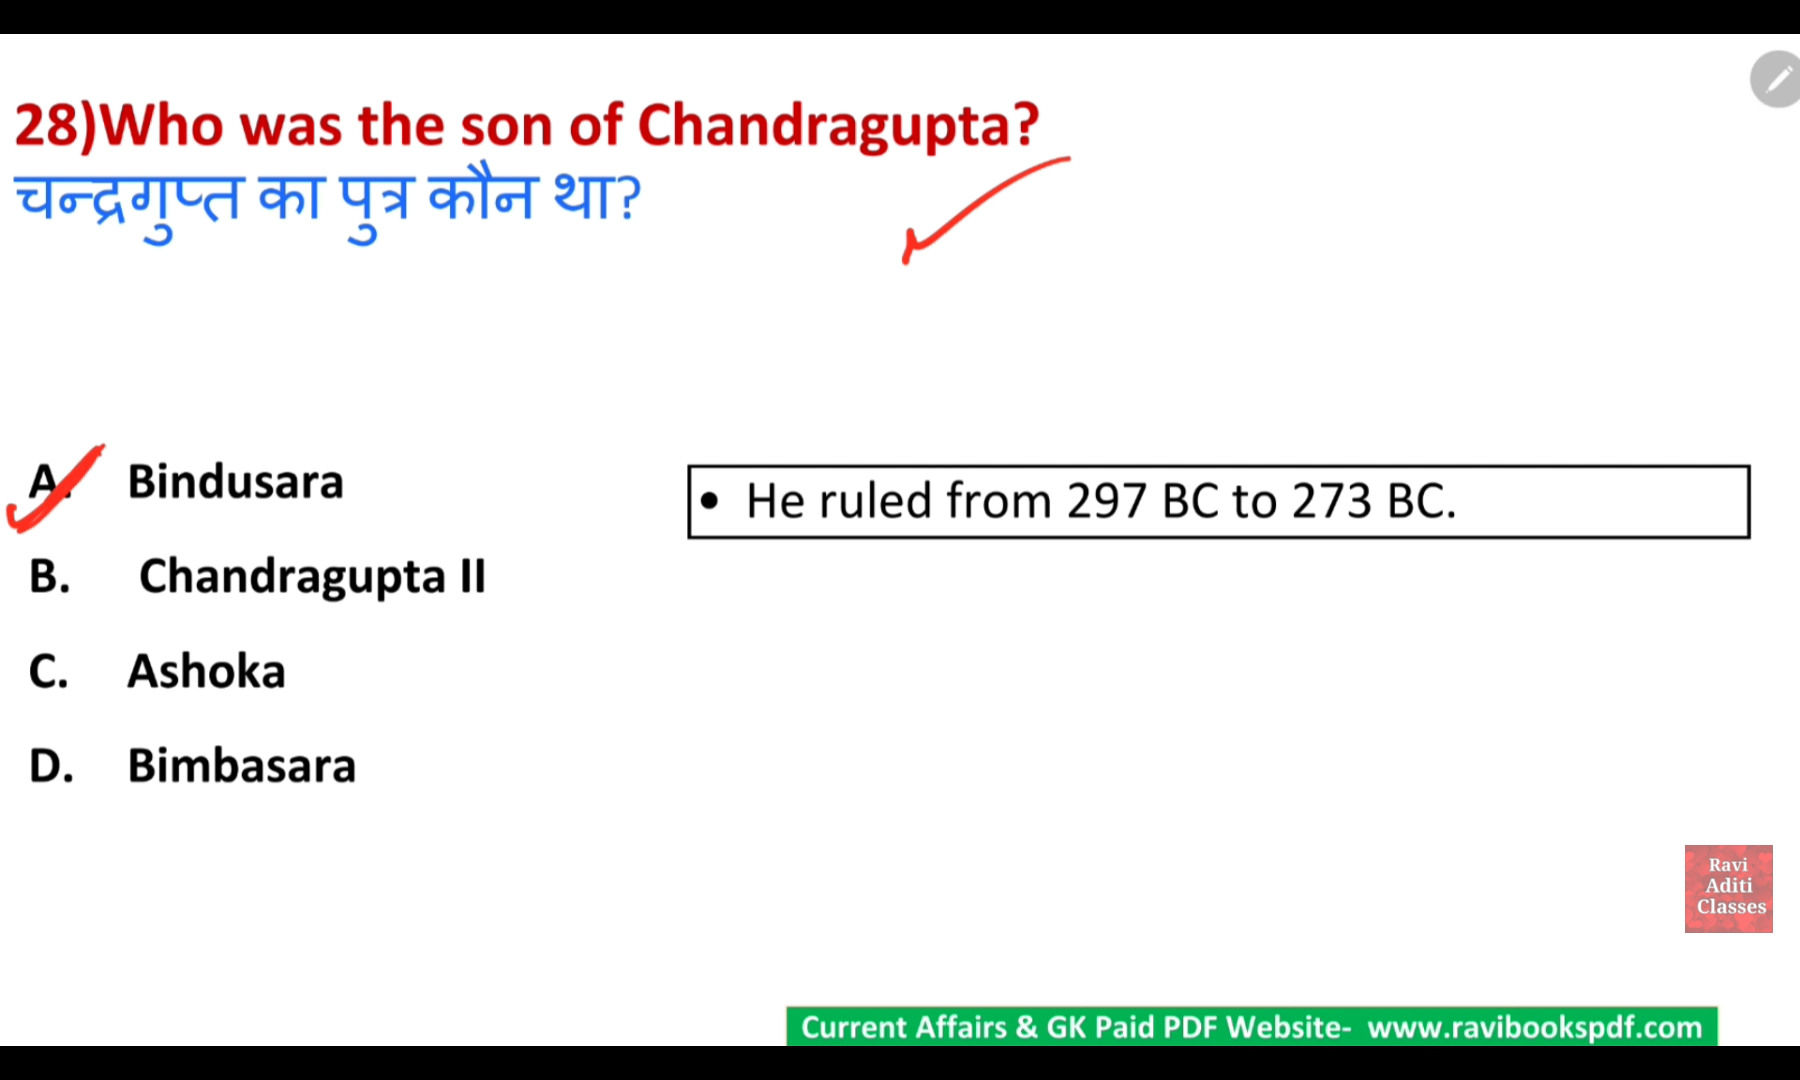 28)Who was the son of Chandragupta?
चन्द्रगुप्त का पुत्र कौन था?
A. Bindusara
• He ruled from 297 BC to 273 BC.
B. Chandragupta II
C. Ashoka
D. Bimbasara
Ravi
Aditi
Classes
Current Affairs & GK Paid PDF Website- www.ravibookspdf.com